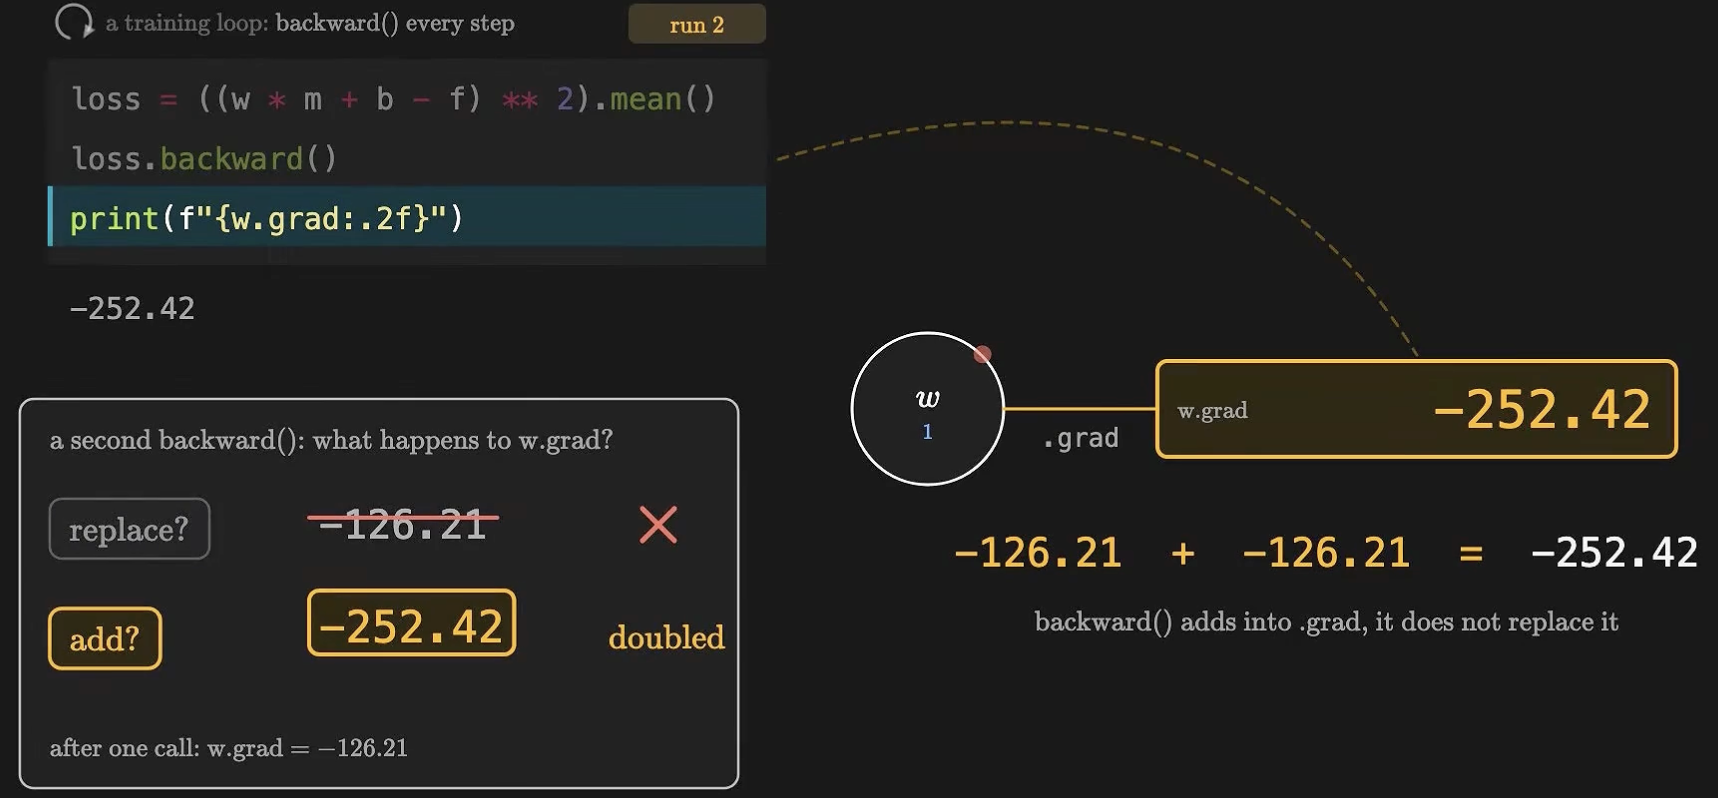 a training loop: backward() every step
run 2
loss = ((w * m + b - f) ** 2).mean()
loss.backward()
print(f"{w.grad:.2f}")
-252.42
a second backward(): what happens to w.grad?
replace?
-126.21
add?
-252.42
doubled
after one call: w.grad = -126.21
w
1
.grad
w.grad
-252.42
-126.21 + -126.21 = -252.42
backward() adds into .grad, it does not replace it